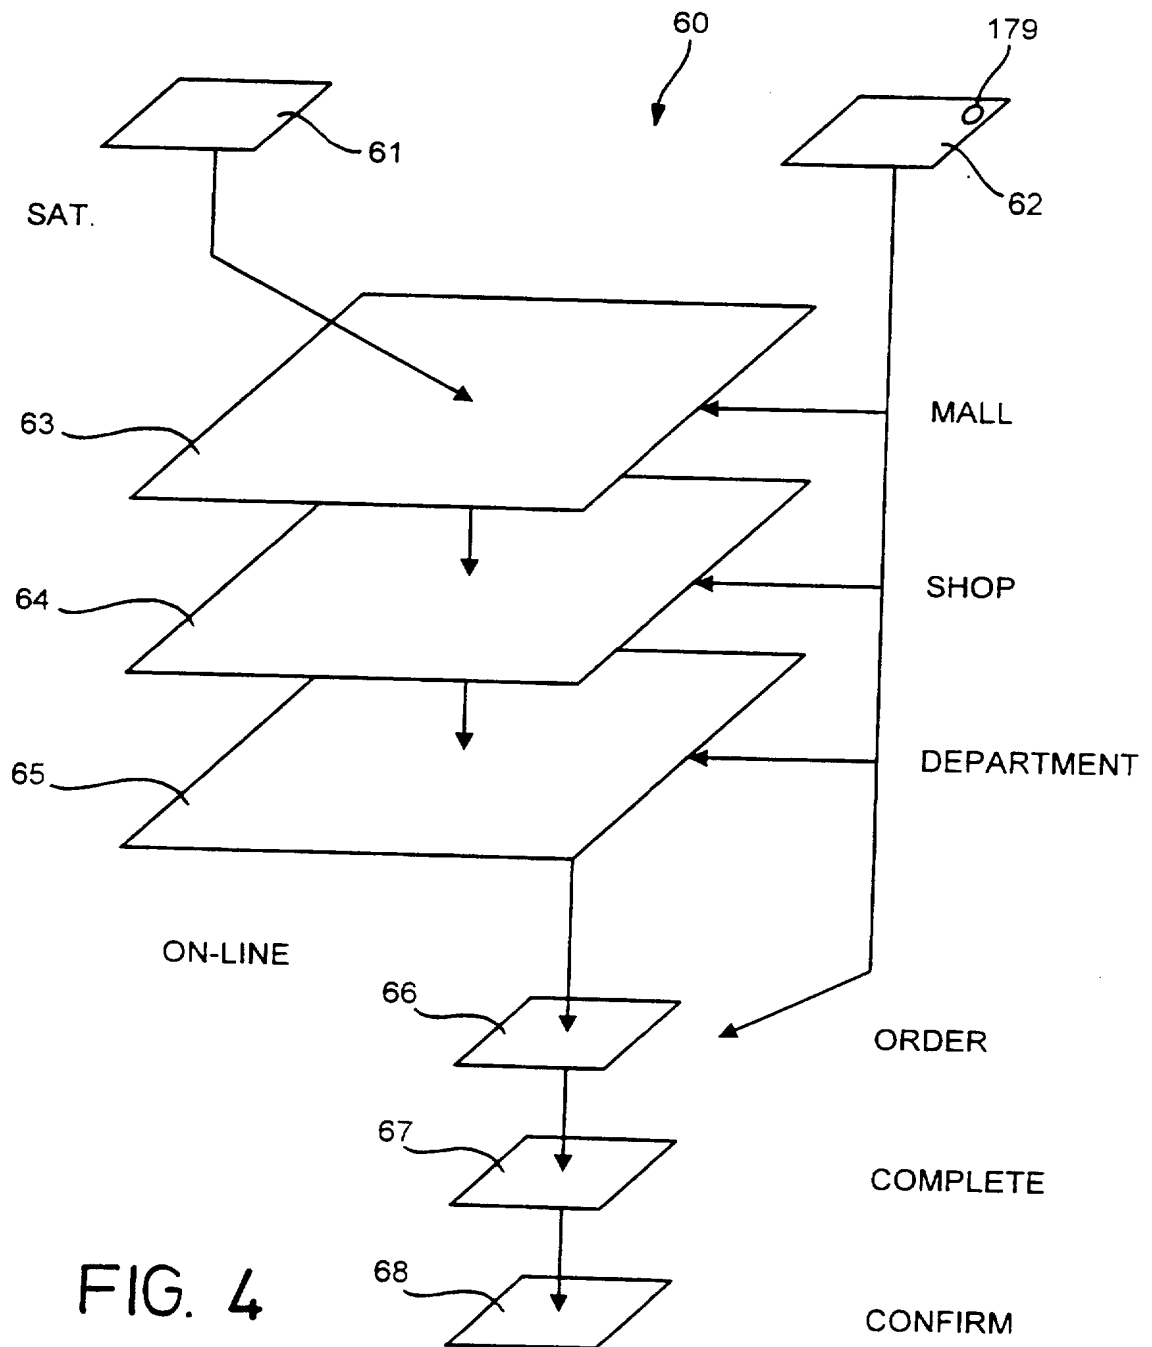 60
179
61
62
SAT.
63
MALL
64
SHOP
65
DEPARTMENT
ON-LINE
66
ORDER
67
COMPLETE
68
CONFIRM
FIG. 4